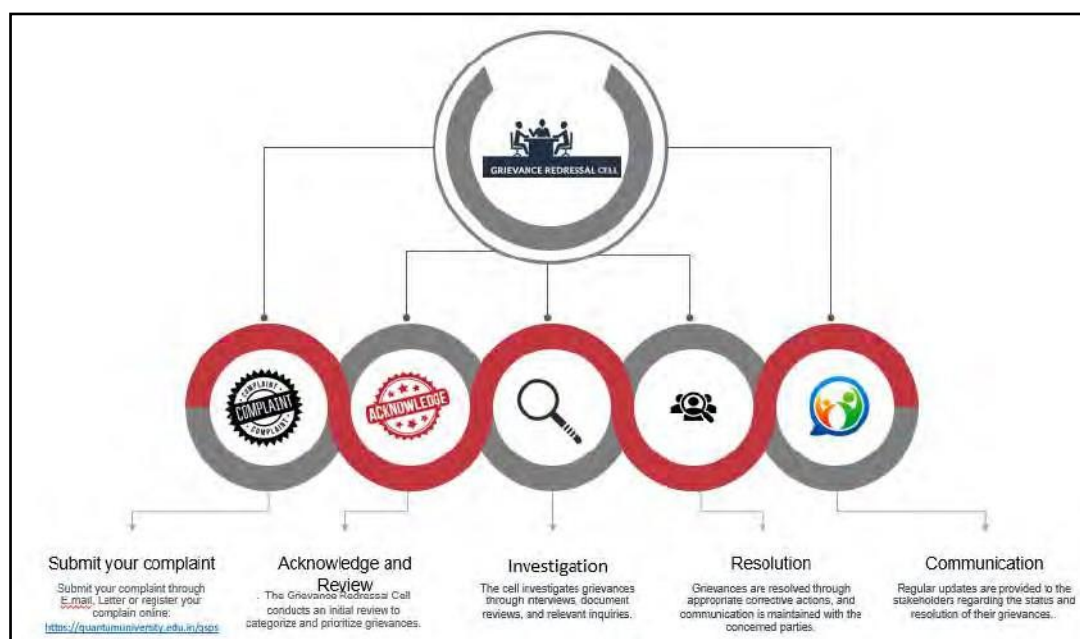 GRIEVANCE REDRESSAL CELL
COMPLAINT
COMPLAINT
COMPLAINT
ACKNOWLEDGE
Submit your complaint
Submit your complaint through
E.mail, Letter or register your
complain online:
https://quantumuniversity.edu.in/qsps
Acknowledge and
Review
. The Grievance Redressal Cell
conducts an initial review to
categorize and prioritize grievances.
Investigation
The cell investigates grievances
through interviews, document
reviews, and relevant inquiries.
Resolution
Grievances are resolved through
appropriate corrective actions, and
communication is maintained with the
concerned parties.
Communication
Regular updates are provided to the
stakeholders regarding the status and
resolution of their grievances.